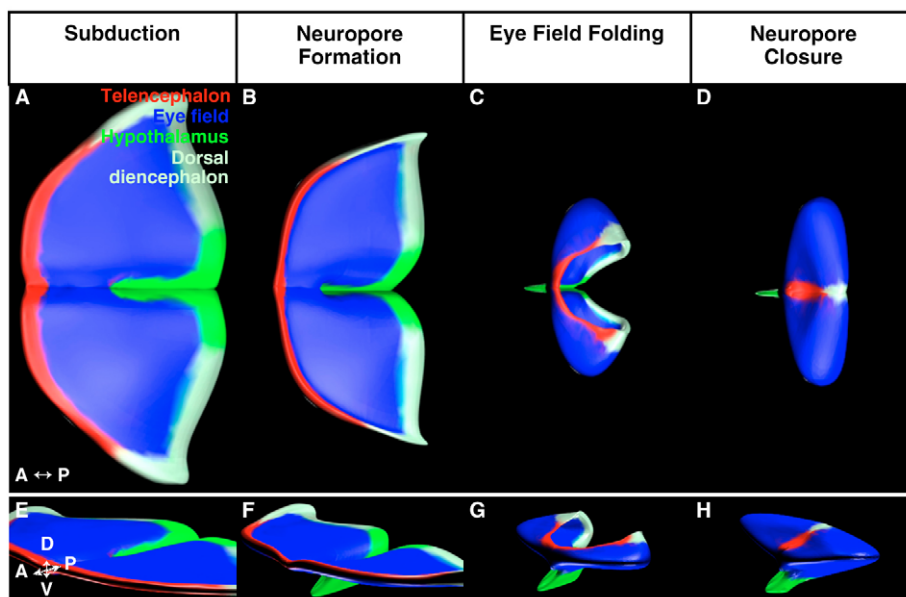 Subduction
Neuropore
Formation
Eye Field Folding
Neuropore
Closure
A
Telencephalon
Eye field
Hypothalamus
Dorsal
diencephalon
A ↔ P
B
C
D
E
D
A
P
V
F
G
H